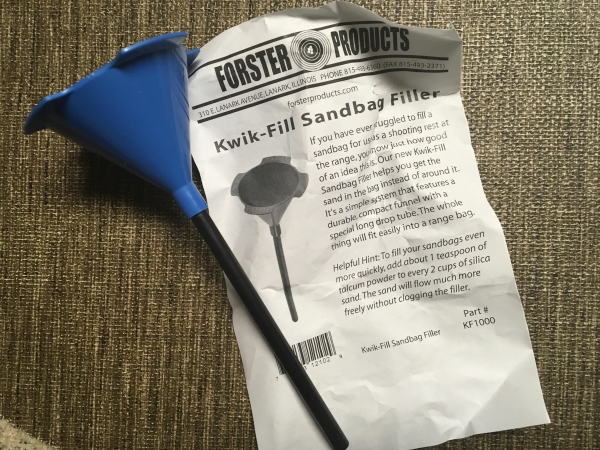 FORSTER PRODUCTS
310 E. LANARK AVENUE, LANARK, ILLINOIS PHONE 815-493-6360 (FAX 815-493-2371)
forsterproducts.com
Kwik-Fill Sandbag Filler
If you have ever struggled to fill a
sandbag for use as a shooting rest at
the range, you know just how good
of an idea this is. Our new Kwik-Fill
Sandbag Filler helps you get the
sand in the bag instead of around it.
It's a simple system that features a
durable, compact funnel with a
special long drop tube. The whole
thing will fit easily into a range bag.
Helpful Hint: To fill your sandbags even
more quickly, add about 1 teaspoon of
talcum powder to every 2 cups of silica
sand. The sand will flow much more
freely without clogging the filler.
Part #
KF1000
Kwik-Fill Sandbag Filler
7 12102 9